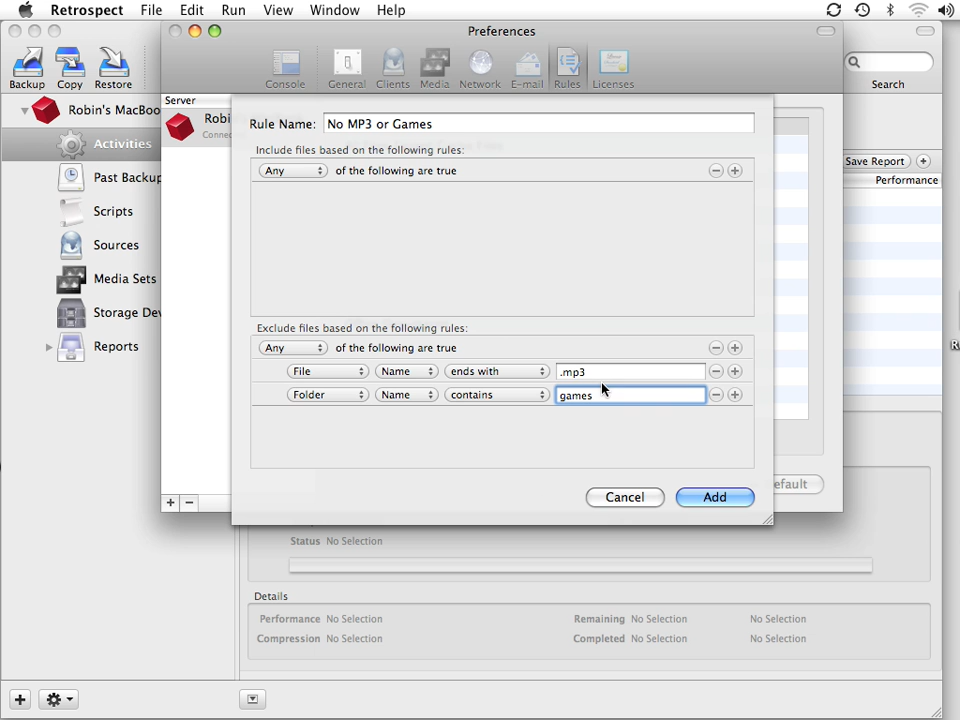 Retrospect File Edit Run View Window Help
Preferences
Backup Copy Restore
Console General Clients Media Network E-mail Rules Licenses
Search
Server
Robin's MacBoo
Robi
Connec
Activities
Past Backup
Scripts
Sources
Media Sets
Storage Dev
Reports
Save Report
Performance
Rule Name: No MP3 or Games
Include files based on the following rules:
Any of the following are true
Exclude files based on the following rules:
Any of the following are true
File Name ends with .mp3
Folder Name contains games
Cancel Add
efault
Status No Selection
Details
Performance No Selection Remaining No Selection No Selection
Compression No Selection Completed No Selection No Selection